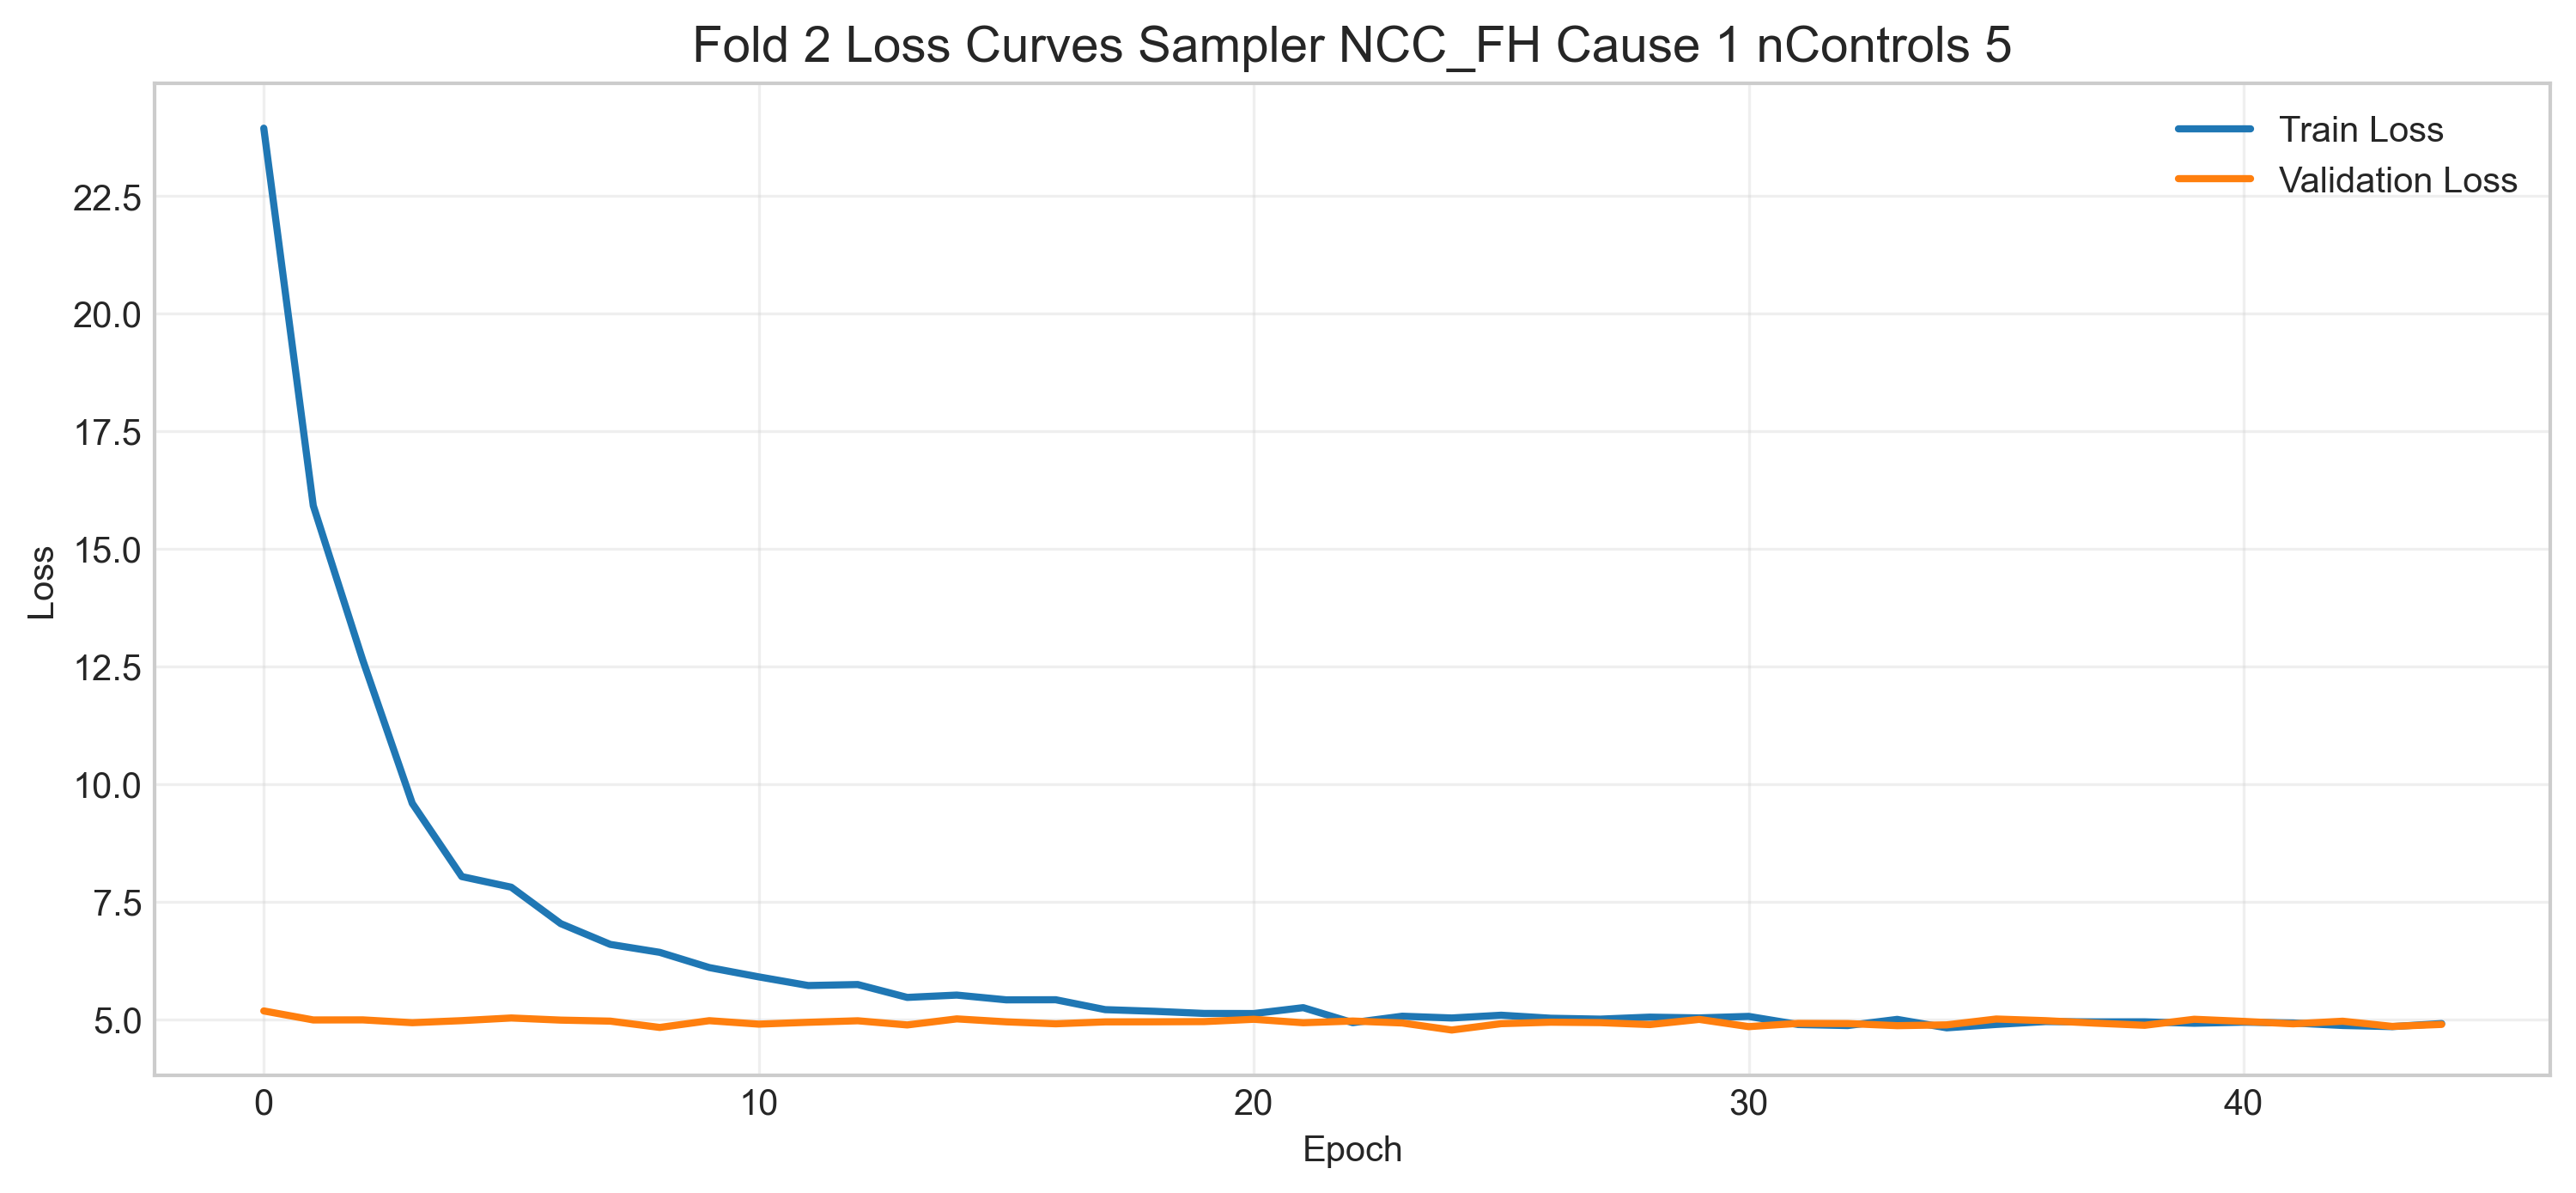 Fold 2 Loss Curves Sampler NCC_FH Cause 1 nControls 5
Train Loss
Validation Loss
22.5
20.0
17.5
15.0
12.5
10.0
7.5
5.0
Loss
0 10 20 30 40
Epoch